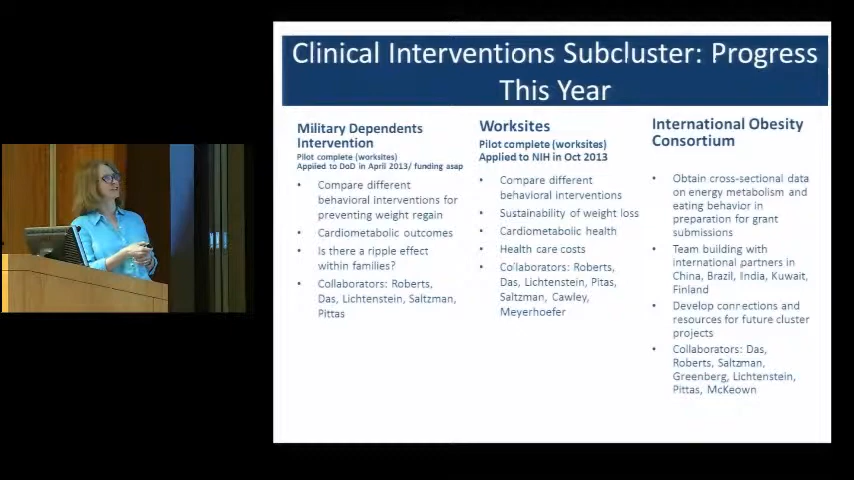 Clinical Interventions Subcluster: Progress
This Year
Military Dependents
Intervention
Pilot complete (worksites)
Applied to DoD in April 2013/ funding asap
• Compare different
behavioral interventions for
preventing weight regain
• Cardiometabolic outcomes
• Is there a ripple effect
within families?
• Collaborators: Roberts,
Das, Lichtenstein, Saltzman,
Pittas
Worksites
Pilot complete (worksites)
Applied to NIH in Oct 2013
• Compare different
behavioral interventions
• Sustainability of weight loss
• Cardiometabolic health
• Health care costs
• Collaborators: Roberts,
Das, Lichtenstein, Pitas,
Saltzman, Cawley,
Meyerhoefer
International Obesity
Consortium
• Obtain cross-sectional data
on energy metabolism and
eating behavior in
preparation for grant
submissions
• Team building with
international partners in
China, Brazil, India, Kuwait,
Finland
• Develop connections and
resources for future cluster
projects
• Collaborators: Das,
Roberts, Saltzman,
Greenberg, Lichtenstein,
Pittas, McKeown